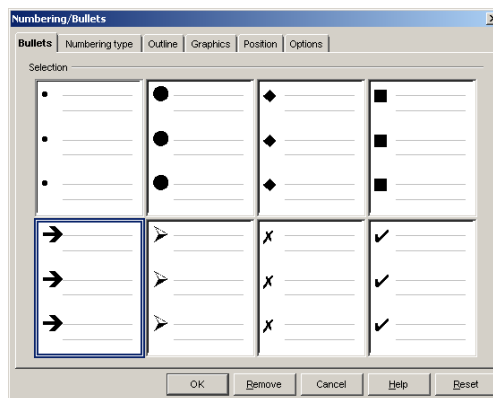 Numbering/Bullets
Bullets Numbering type Outline Graphics Position Options
Selection
OK Remove Cancel Help Reset